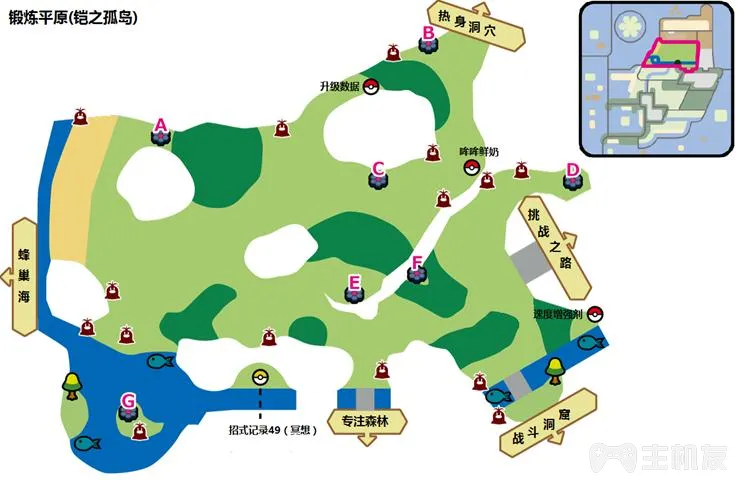 锻炼平原(铠之孤岛)
热身洞穴
B
升级数据
A
哞哞鲜奶
C
D
挑战之路
蜂巢海
F
E
速度增强剂
G
招式记录49（冥想）
专注森林
战斗洞窟
主机友